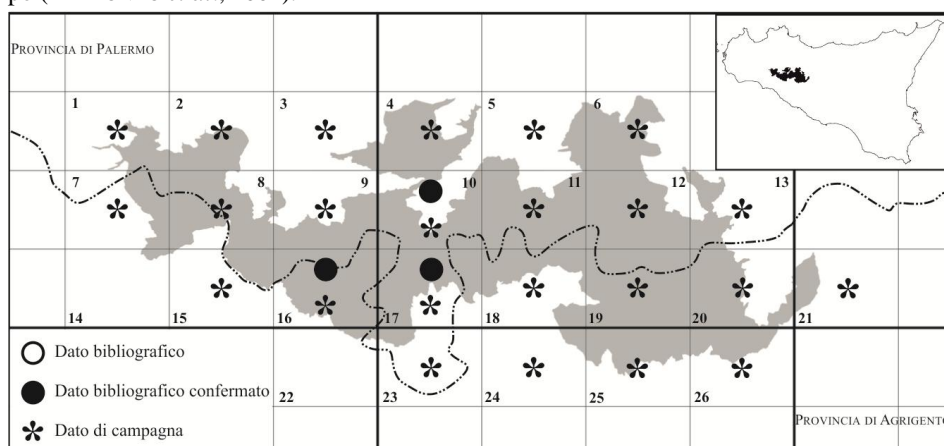 PROVINCIA DI PALERMO
1 2 3 4 5 6
7 8 9 10 11 12 13
14 15 16 17 18 19 20 21
Dato bibliografico
Dato bibliografico confermato
22 23 24 25 26
Dato di campagna
PROVINCIA DI AGRIGENTO